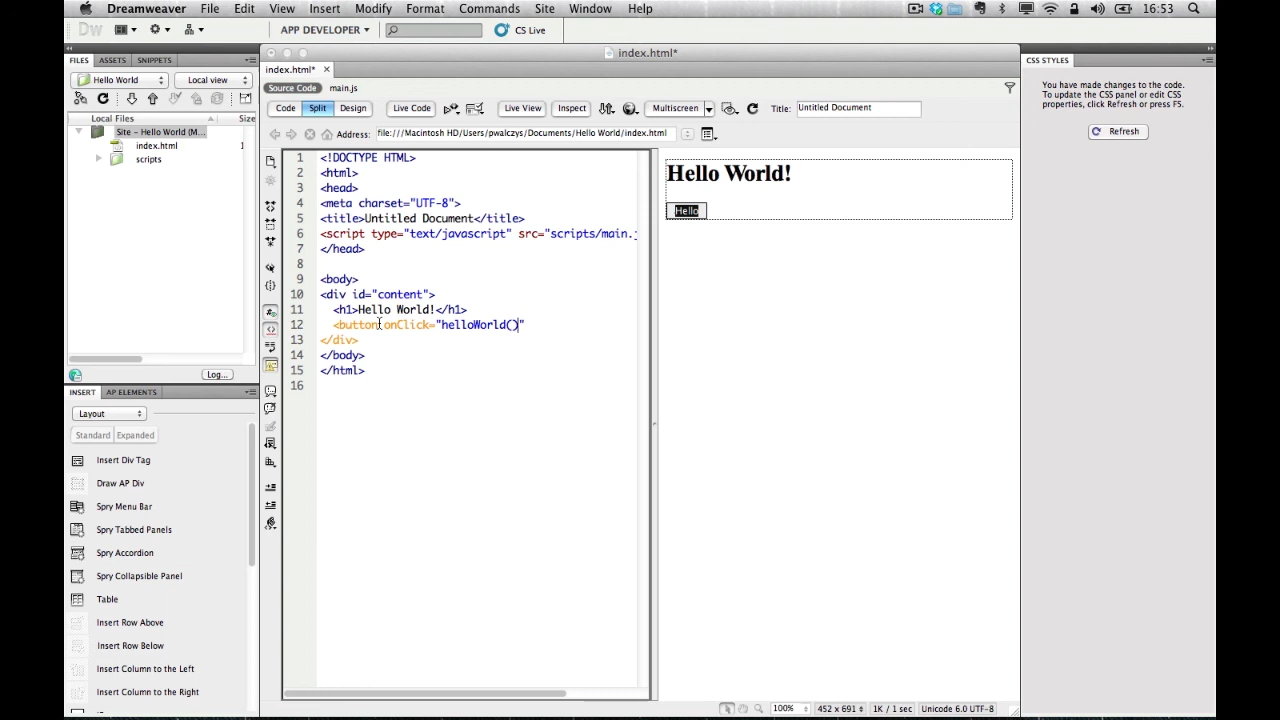 Dreamweaver File Edit View Insert Modify Format Commands Site Window Help 16:53
Dw APP DEVELOPER CS Live
index.html*
FILES ASSETS SNIPPETS
index.html*
CSS STYLES
Hello World Local view
Source Code main.js
You have made changes to the code.
To update the CSS panel or edit CSS
properties, click Refresh or press F5.
Refresh
Code Split Design Live Code Live View Inspect Multiscreen Title: Untitled Document
Local Files Size
Address: file:///Macintosh HD/Users/pwalczys/Documents/Hello World/index.html
Site - Hello World (M...
index.html 1
scripts
1 <!DOCTYPE HTML>
2 <html>
3 <head>
4 <meta charset="UTF-8">
5 <title>Untitled Document</title>
6 <script type="text/javascript" src="scripts/main.j
7 </head>
8
9 <body>
10 <div id="content">
11 <h1>Hello World!</h1>
12 <button onClick="helloWorld()"
13 </div>
14 </body>
15 </html>
16
Hello World!
Hello
Log...
INSERT AP ELEMENTS
Layout
Standard Expanded
Insert Div Tag
Draw AP Div
Spry Menu Bar
Spry Tabbed Panels
Spry Accordion
Spry Collapsible Panel
Table
Insert Row Above
Insert Row Below
Insert Column to the Left
Insert Column to the Right
100% 452 x 691 1K / 1 sec Unicode 6.0 UTF-8